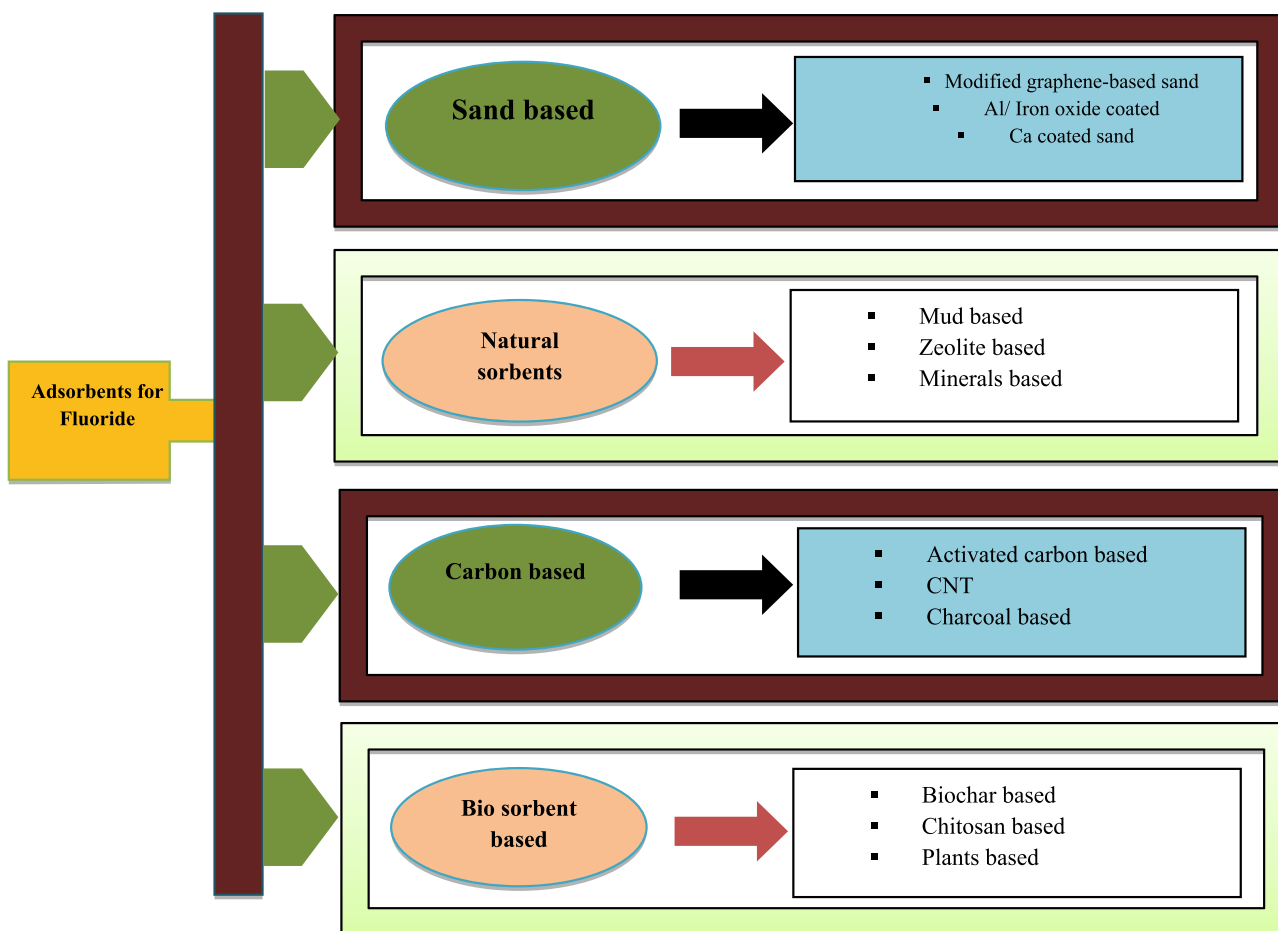 Adsorbents for
Fluoride
Sand based
▪ Modified graphene-based sand
▪ Al/ Iron oxide coated
▪ Ca coated sand
Natural
sorbents
▪ Mud based
▪ Zeolite based
▪ Minerals based
Carbon based
▪ Activated carbon based
▪ CNT
▪ Charcoal based
Bio sorbent
based
▪ Biochar based
▪ Chitosan based
▪ Plants based